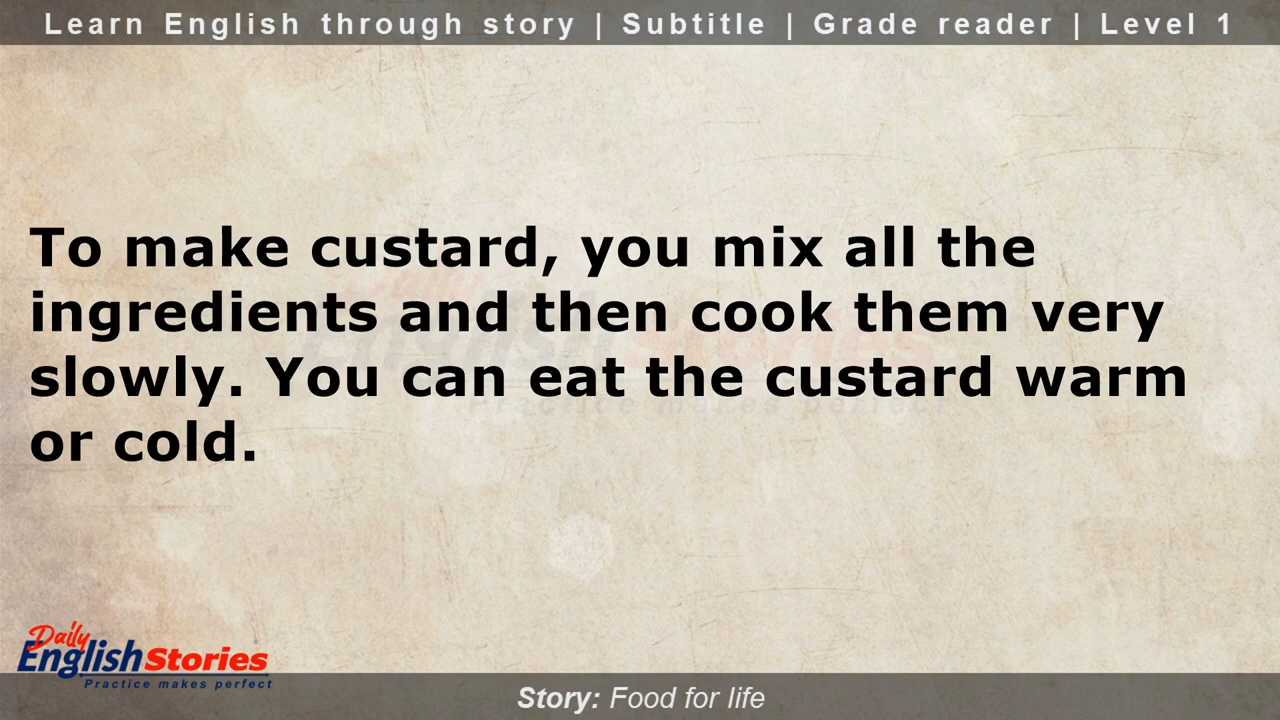 Learn English through story | Subtitle | Grade reader | Level 1
To make custard, you mix all the
ingredients and then cook them very
slowly. You can eat the custard warm
or cold.
Daily
English Stories
Practice makes perfect
Story: Food for life